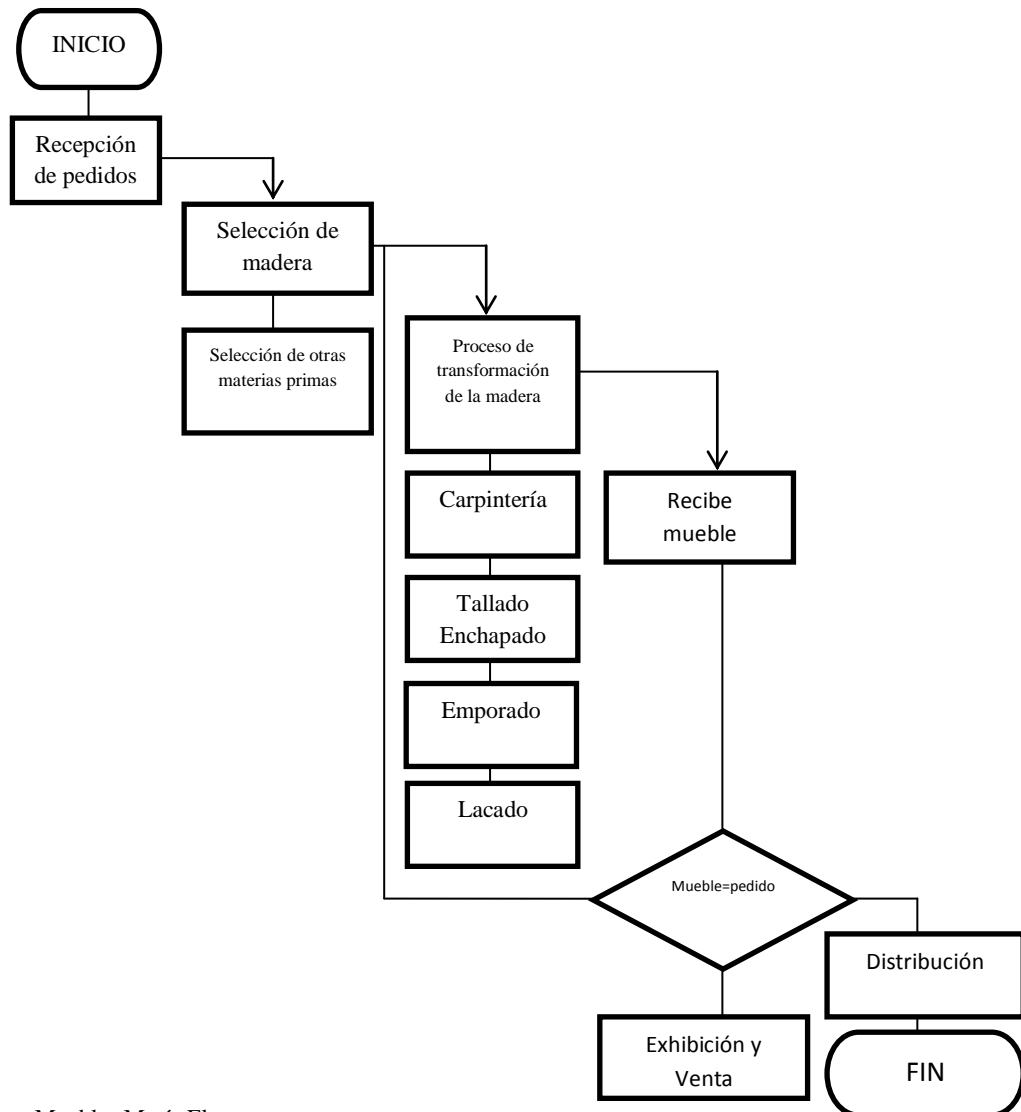 INICIO
Recepción
de pedidos
Selección de
madera
Selección de otras
materias primas
Proceso de
transformación
de la madera
Carpintería
Recibe
mueble
Tallado
Enchapado
Emporado
Lacado
Mueble=pedido
Distribución
Exhibición y
Venta
FIN